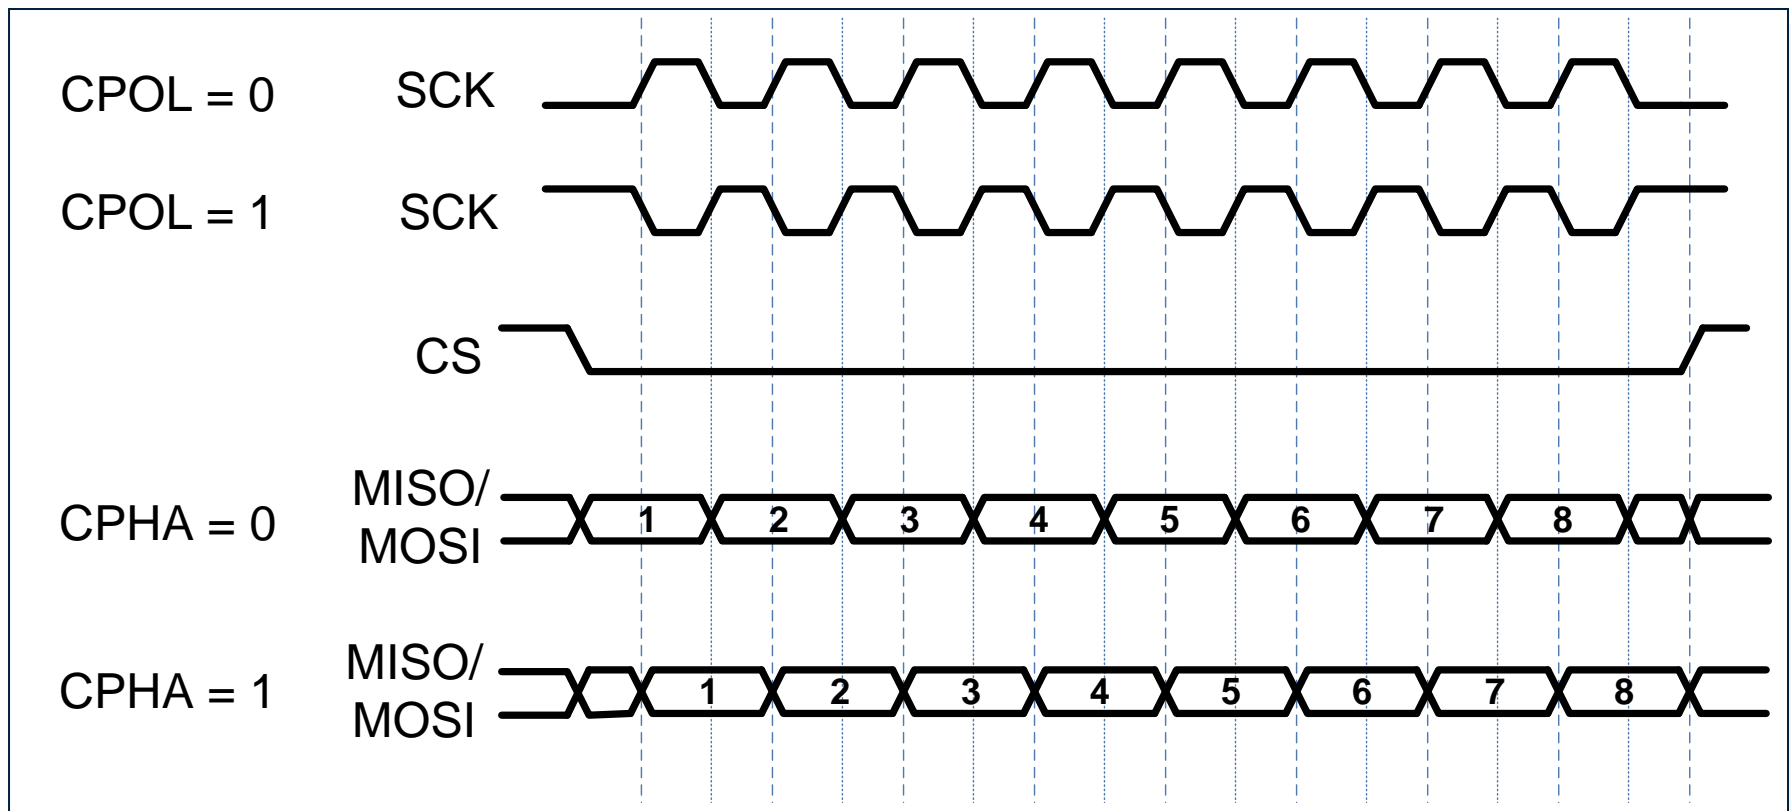 CPOL = 0 SCK
CPOL = 1 SCK
CS
MISO/
CPHA = 0 MOSI 1 2 3 4 5 6 7 8
MISO/
CPHA = 1 MOSI 1 2 3 4 5 6 7 8